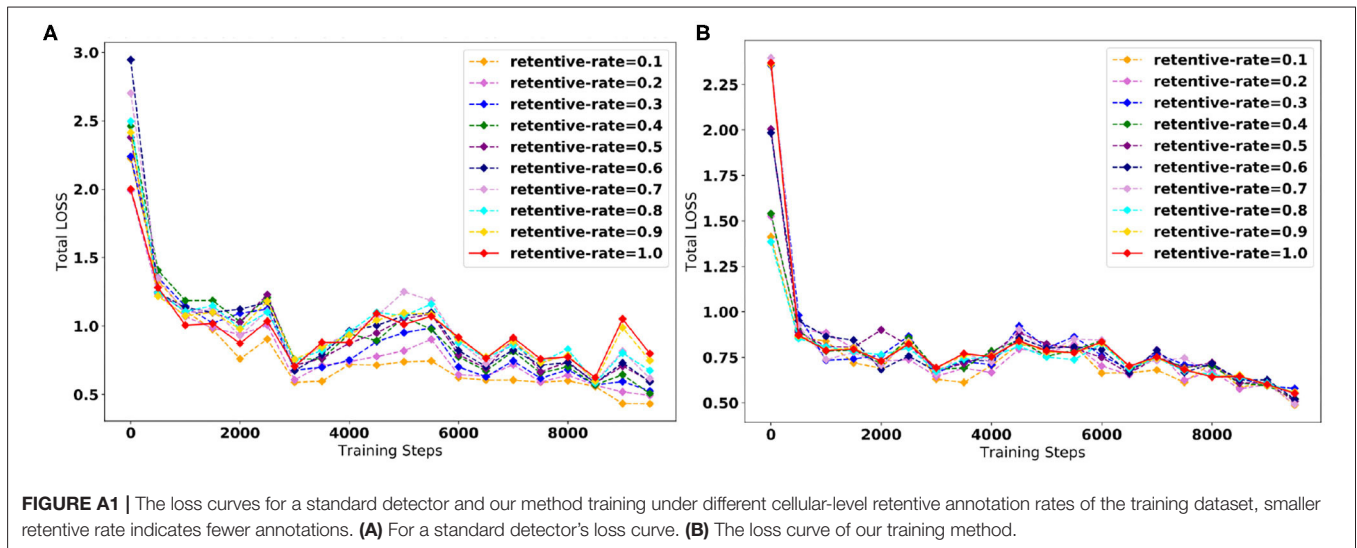 A
3.0
2.5
2.0
1.5
1.0
0.5
Total LOSS
0
2000
4000
6000
8000
Training Steps
retentive-rate=0.1
retentive-rate=0.2
retentive-rate=0.3
retentive-rate=0.4
retentive-rate=0.5
retentive-rate=0.6
retentive-rate=0.7
retentive-rate=0.8
retentive-rate=0.9
retentive-rate=1.0
B
2.25
2.00
1.75
1.50
1.25
1.00
0.75
0.50
Total LOSS
0
2000
4000
6000
8000
Training Steps
retentive-rate=0.1
retentive-rate=0.2
retentive-rate=0.3
retentive-rate=0.4
retentive-rate=0.5
retentive-rate=0.6
retentive-rate=0.7
retentive-rate=0.8
retentive-rate=0.9
retentive-rate=1.0
FIGURE A1 | The loss curves for a standard detector and our method training under different cellular-level retentive annotation rates of the training dataset, smaller
retentive rate indicates fewer annotations. (A) For a standard detector's loss curve. (B) The loss curve of our training method.